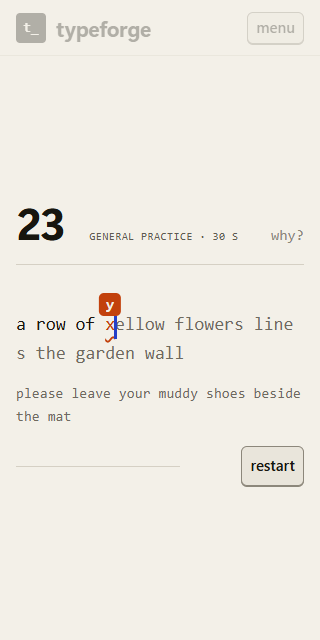 t_ typeforge menu
23 GENERAL PRACTICE · 30 S why?
y
a row of xellow flowers line
s the garden wall
please leave your muddy shoes beside
the mat
restart